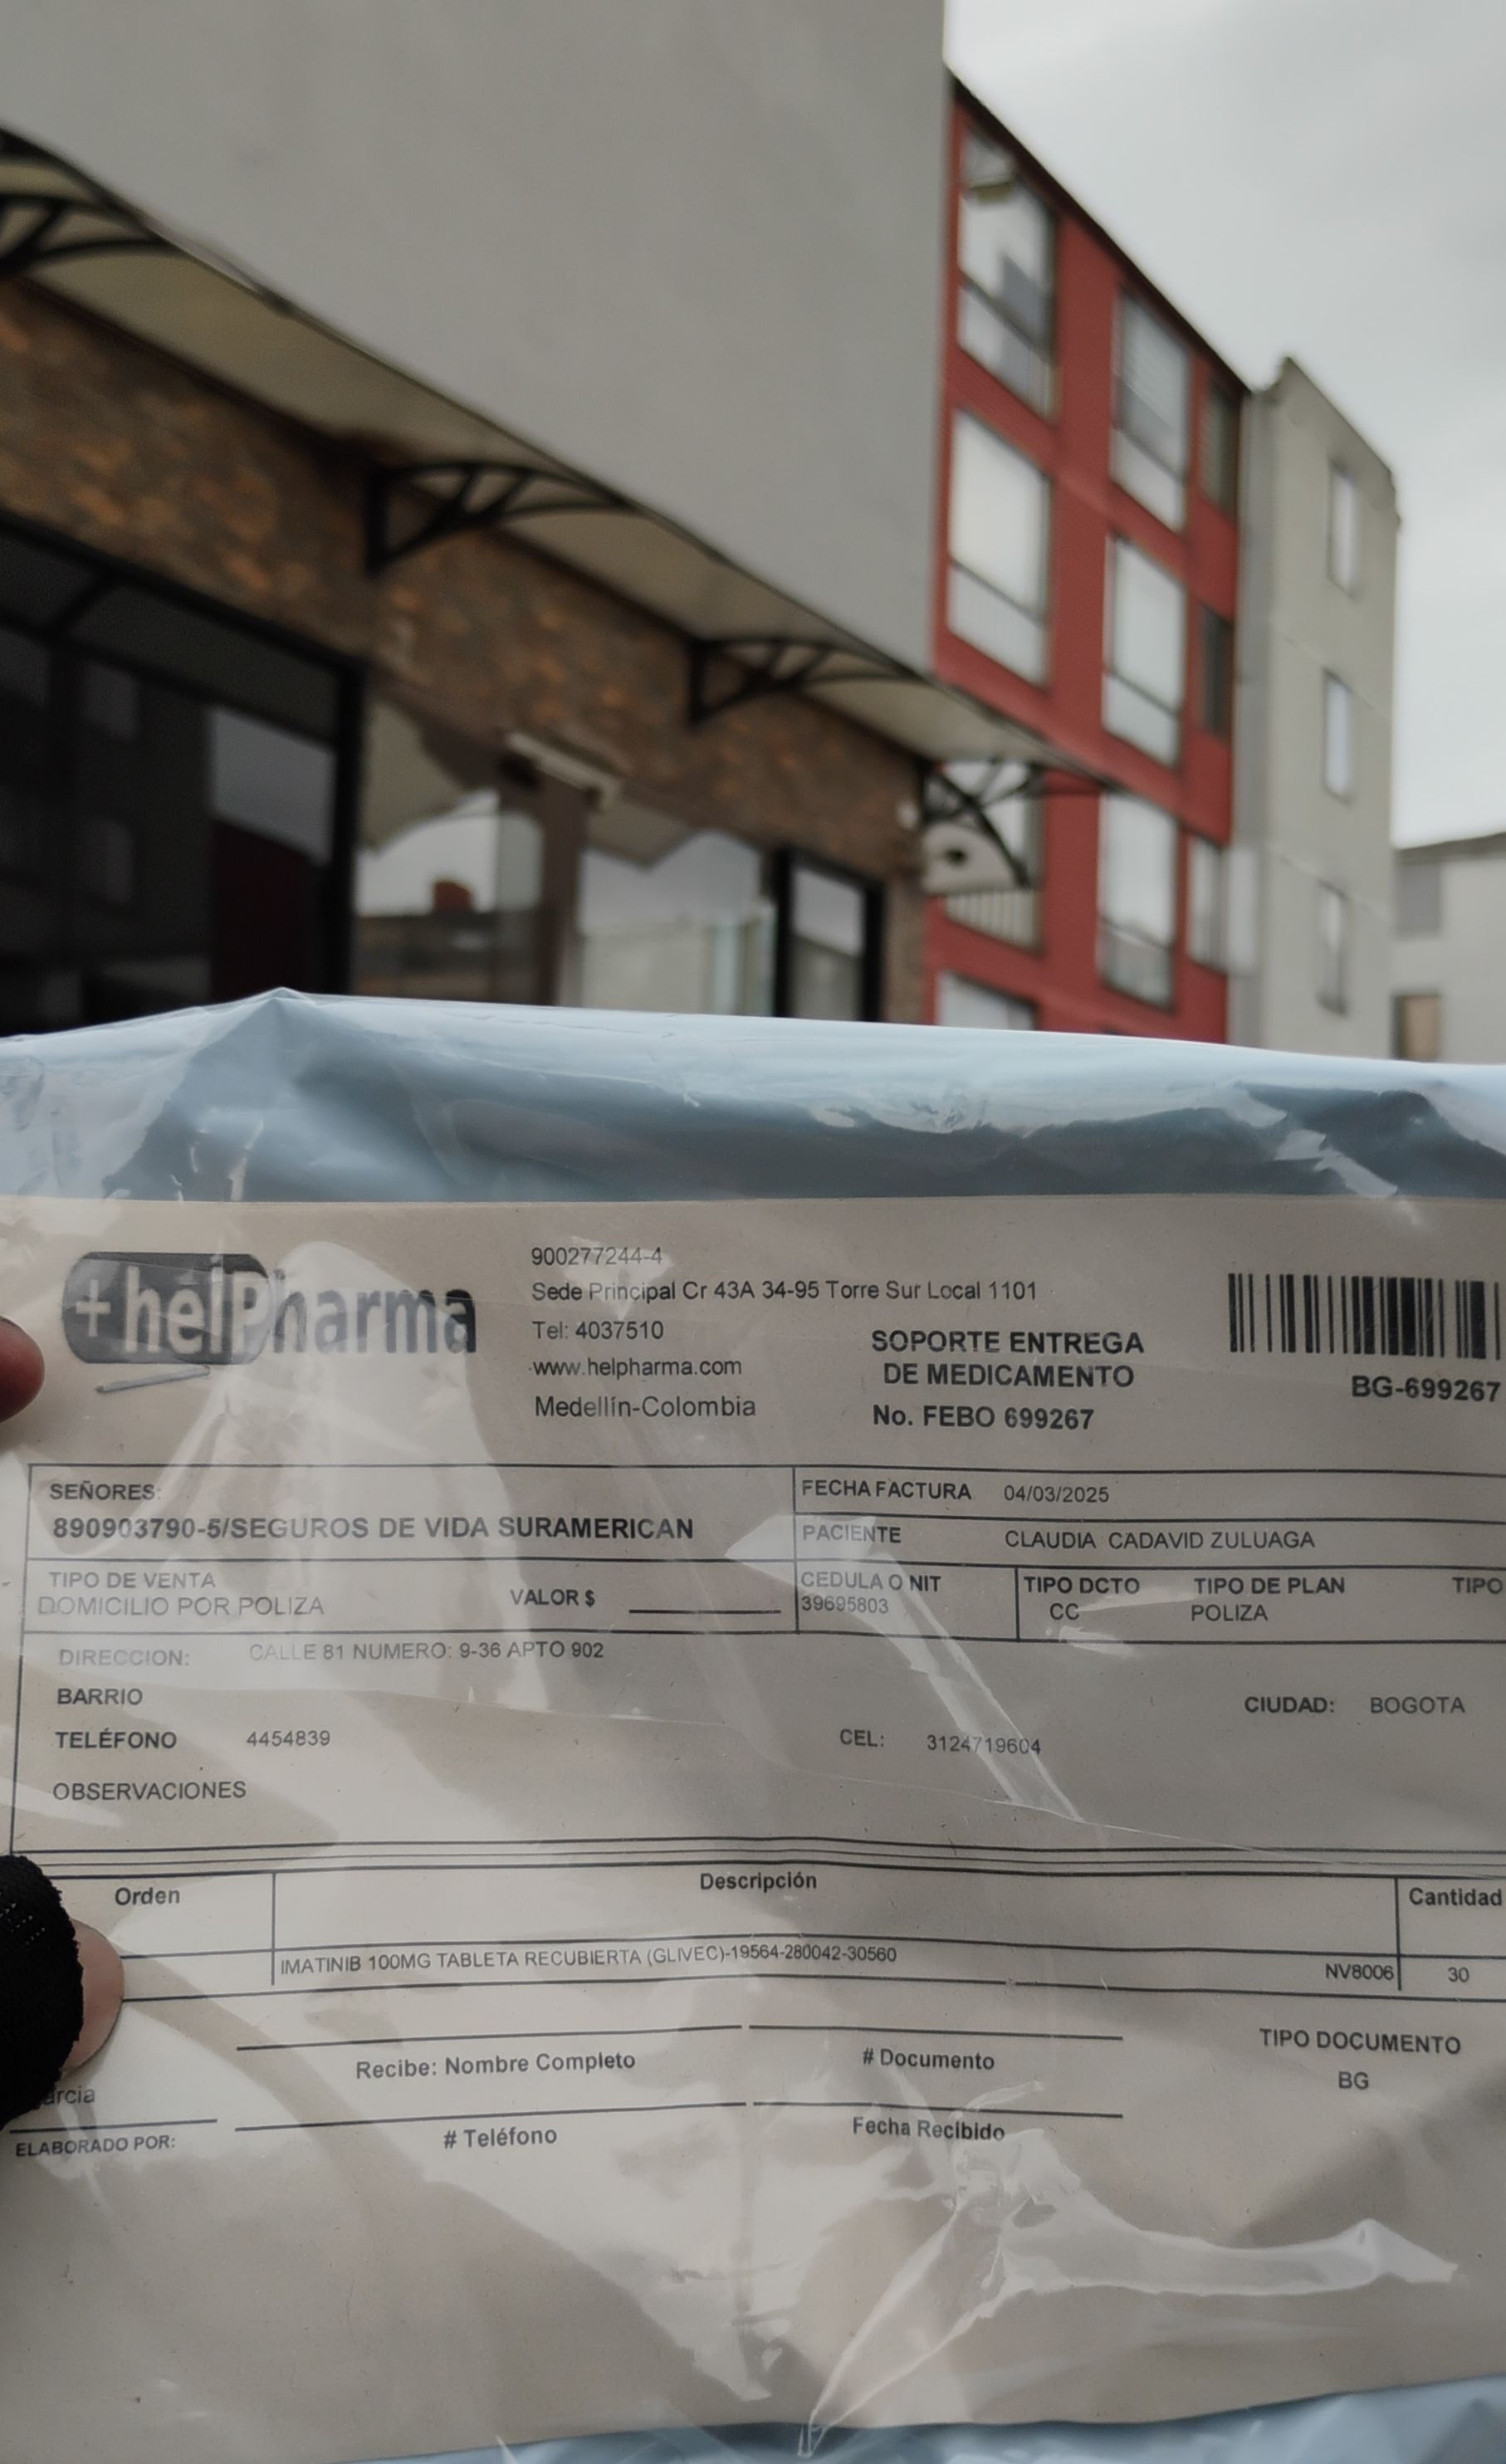 +helPharma
900277244-4
Sede Principal Cr 43A 34-95 Torre Sur Local 1101
Tel: 4037510
www.helpharma.com
Medellín-Colombia
SOPORTE ENTREGA
DE MEDICAMENTO
No. FEBO 699267
BG-699267
SEÑORES:
890903790-5/SEGUROS DE VIDA SURAMERICAN
FECHA FACTURA 04/03/2025
PACIENTE CLAUDIA CADAVID ZULUAGA
TIPO DE VENTA
DOMICILIO POR POLIZA
VALOR $
CEDULA O NIT
39695803
TIPO DCTO
CC
TIPO DE PLAN
POLIZA
TIPO
DIRECCION: CALLE 81 NUMERO: 9-36 APTO 902
BARRIO
CIUDAD: BOGOTA
TELÉFONO 4454839
CEL: 3124719604
OBSERVACIONES
Orden Descripción Cantidad
IMATINIB 100MG TABLETA RECUBIERTA (GLIVEC)-19564-280042-30560 NV8006 30
Recibe: Nombre Completo
# Documento
TIPO DOCUMENTO
BG
arcia
ELABORADO POR:
# Teléfono
Fecha Recibido